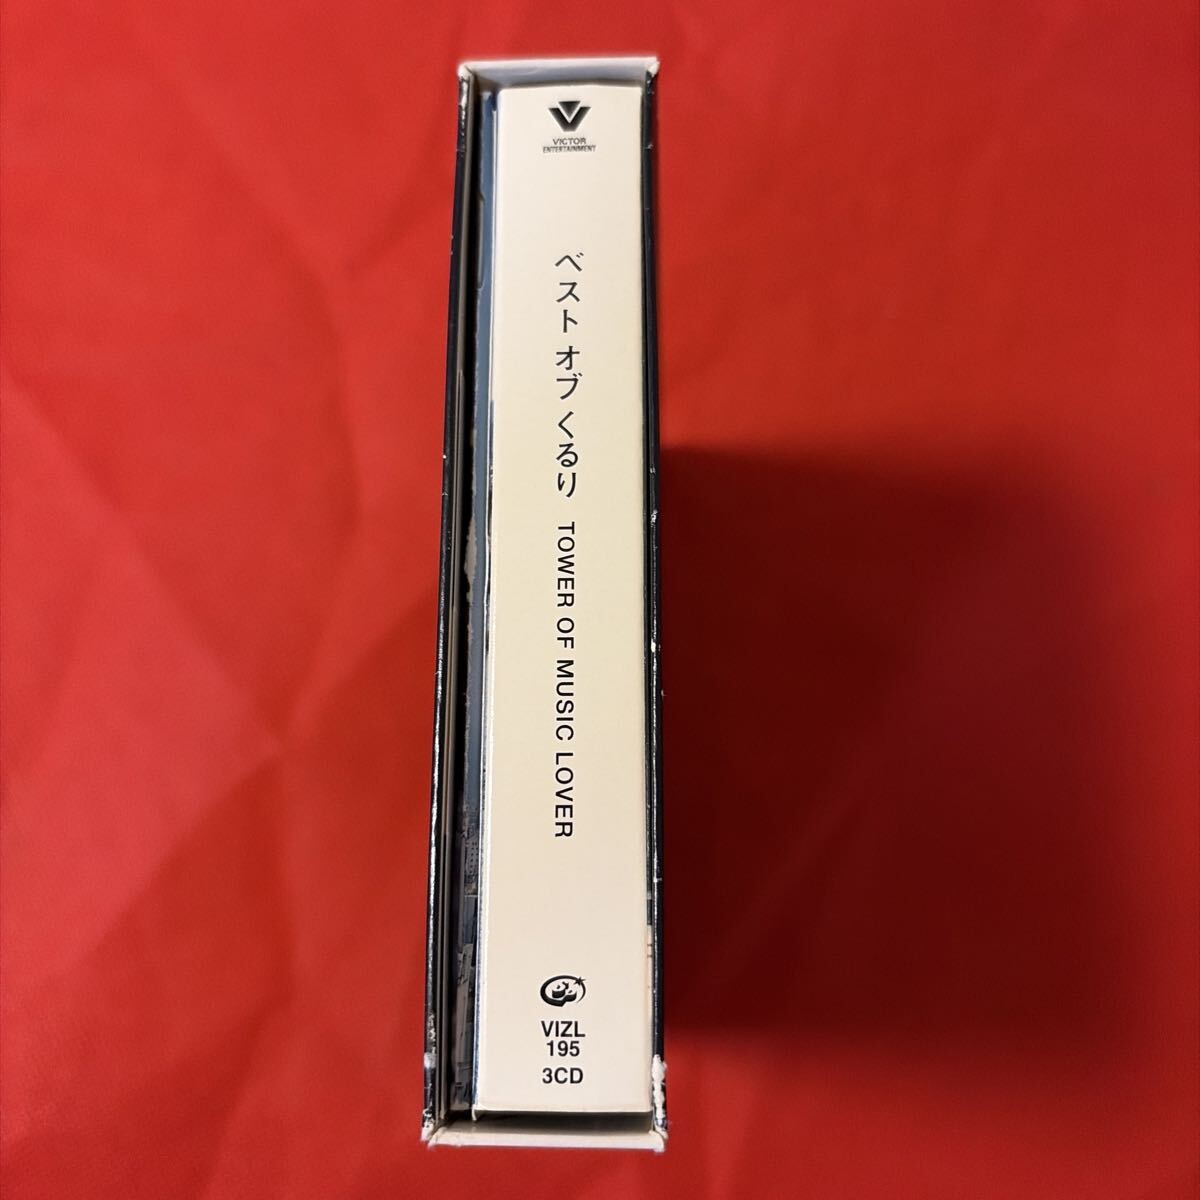 VICTOR
ENTERTAINMENT
ベスト オブ くるり TOWER OF MUSIC LOVER
VIZL
195
3CD